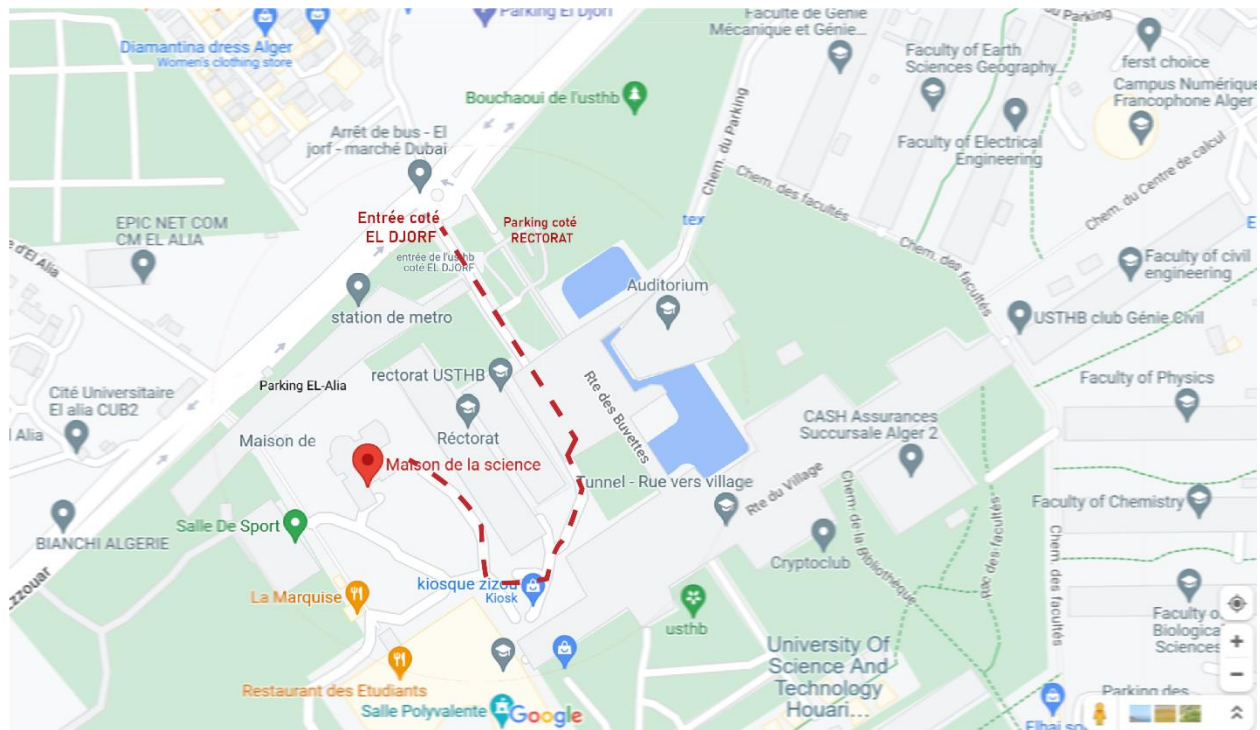 Parking El Djorf
Diamantina dress Alger
Women's clothing store
Faculté de Génie
Mécanique et Génie...
du Parking
Faculty of Earth
Sciences Geography...
ferst choice
Campus Numérique
Francophone Alger
Bouchaoui de l'usthb
Arrêt de bus - El
jorf - marché Dubai
Faculty of Electrical
Engineering
Chem. du Parking
Chem. des facultés
Chem. du Centre de calcul
EPIC NET COM
CM EL ALIA
Entrée coté
EL DJORF
Parking coté
RECTORAT
tex
e d'El Alia
entrée de l'usthb
coté EL DJORF
Chem. des facultés
Faculty of civil
engineering
Auditorium
station de metro
USTHB club Génie Civil
Chem. des facultés
Parking EL-Alia
rectorat USTHB
Rte des Buvettes
Faculty of Physics
Cité Universitaire
El alia CUB2
l Alia
CASH Assurances
Succursale Alger 2
Maison de
Réctorat
Maison de la science
Tunnel - Rue vers village
Rte du Village
Faculty of Chemistry
Salle De Sport
BIANCHI ALGERIE
Chem. de la Bibliothèque
Rue des facultés
Chem. des facultés
Cryptoclub
zzouar
kiosque zizou
Kiosk
La Marquise
usthb
Faculty o
Biological
Sciences
University Of
Science And
Technology
Houari...
Restaurant des Etudiants
Salle Polyvalente
Google
Parking des